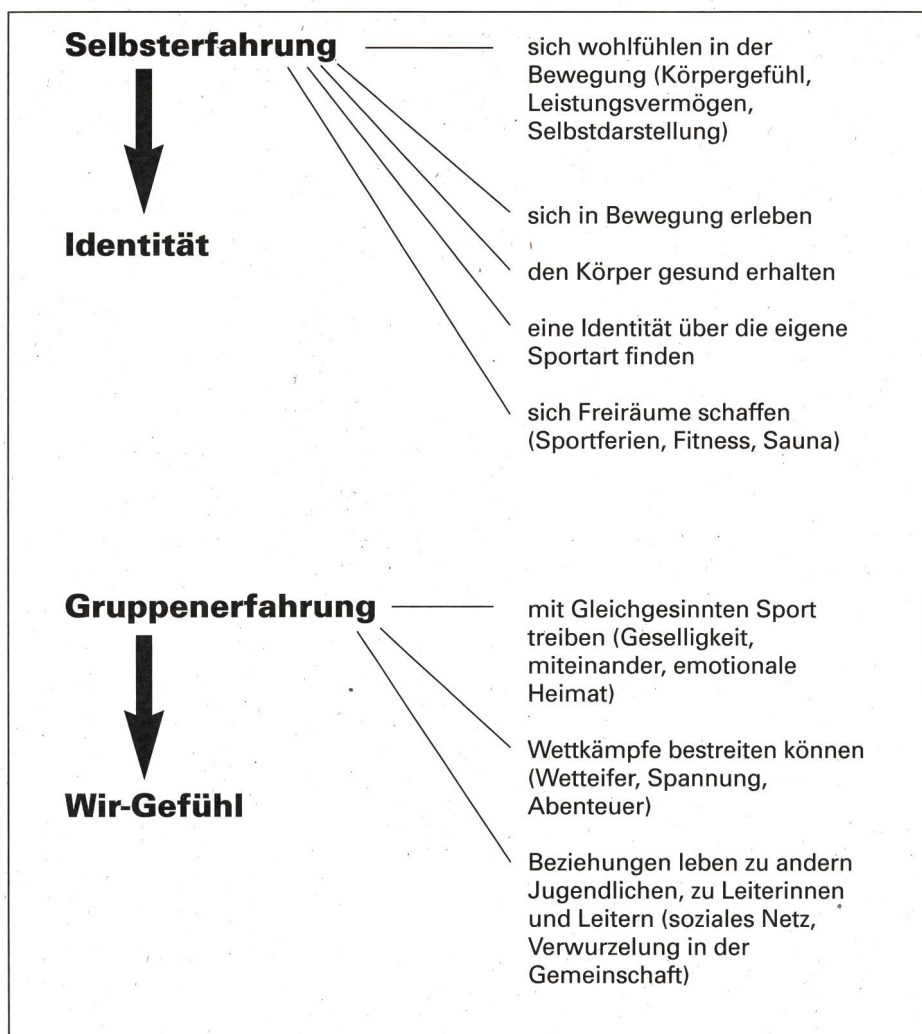 Selbsterfahrung
sich wohlfühlen in der
Bewegung (Körpergefühl,
Leistungsvermögen,
Selbstdarstellung)
sich in Bewegung erleben
Identität
den Körper gesund erhalten
eine Identität über die eigene
Sportart finden
sich Freiräume schaffen
(Sportferien, Fitness, Sauna)
Gruppenerfahrung
mit Gleichgesinnten Sport
treiben (Geselligkeit,
miteinander, emotionale
Heimat)
Wettkämpfe bestreiten können
(Wetteifer, Spannung,
Abenteuer)
Wir-Gefühl
Beziehungen leben zu andern
Jugendlichen, zu Leiterinnen
und Leitern (soziales Netz,
Verwurzelung in der
Gemeinschaft)